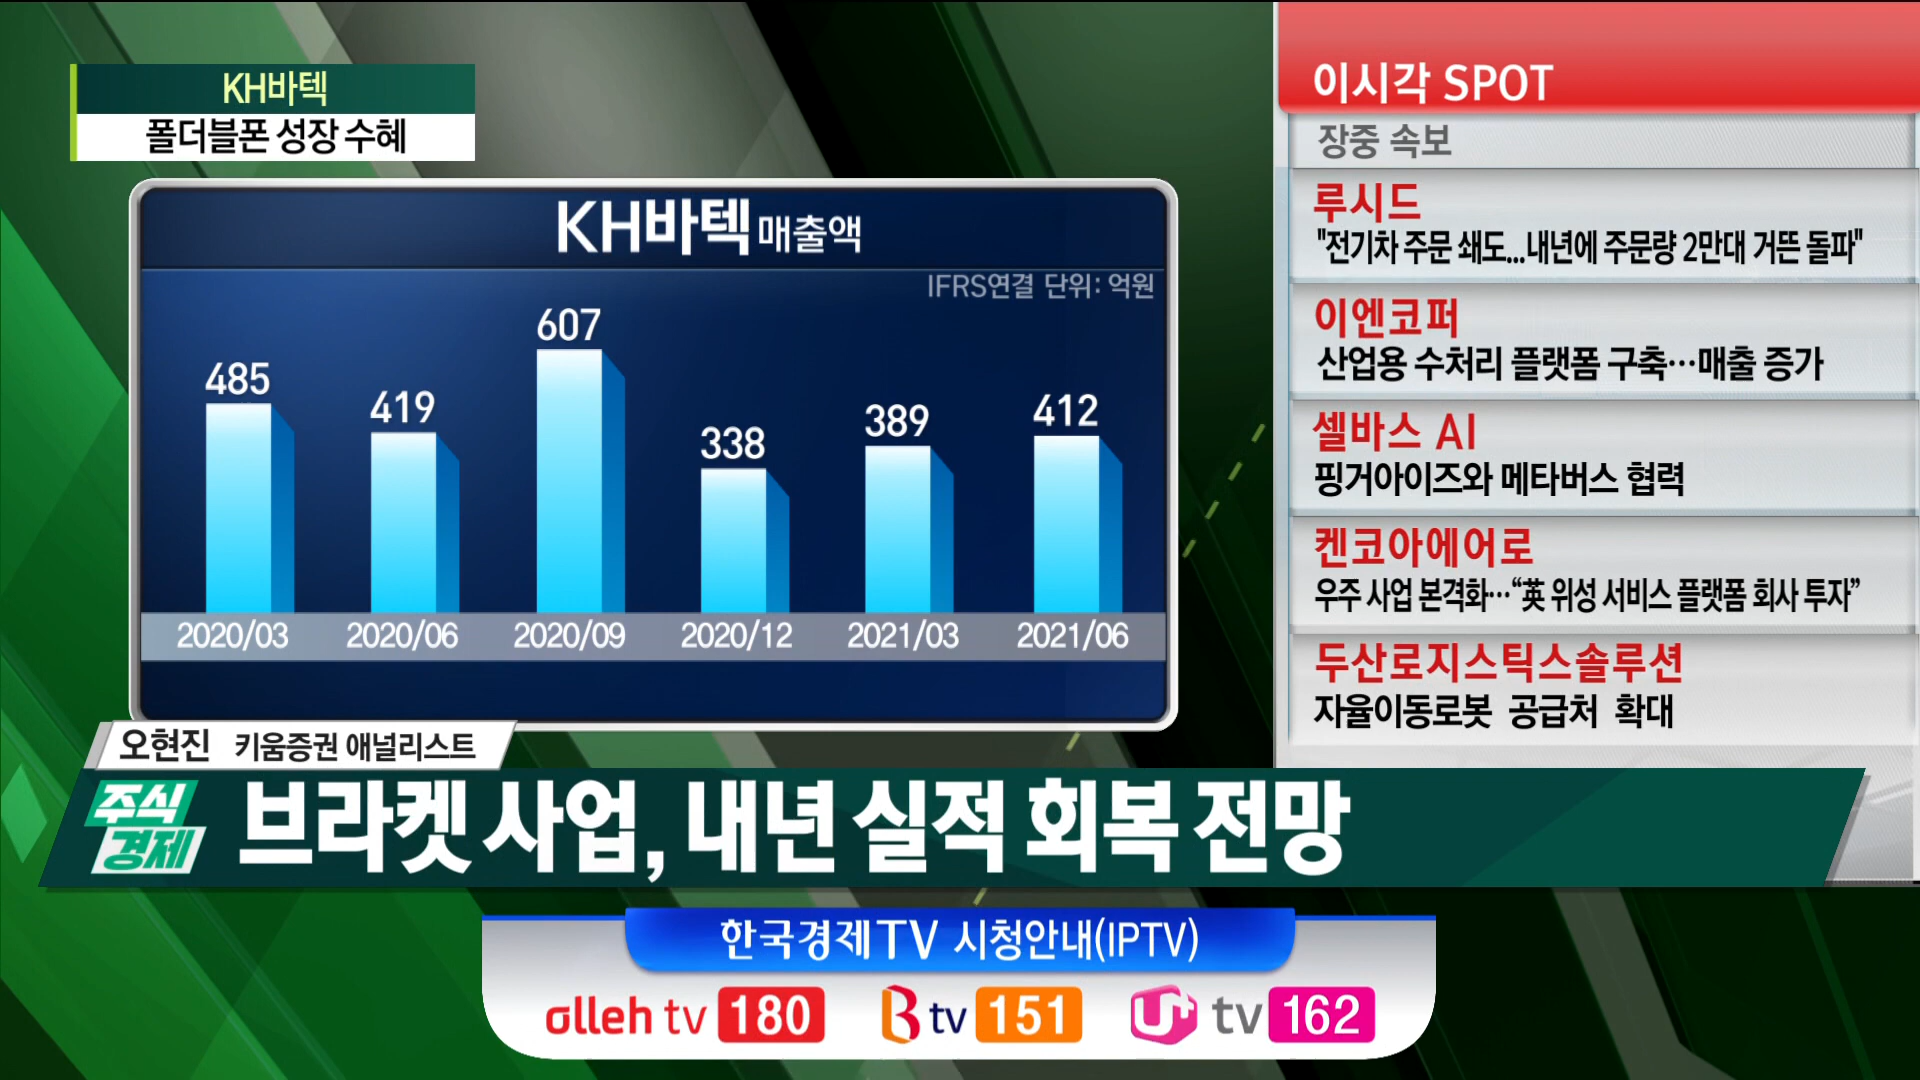 KH바텍
폴더블폰 성장 수혜
KH바텍 매출액
IFRS연결 단위: 억원
485
419
607
338
389
412
2020/03
2020/06
2020/09
2020/12
2021/03
2021/06
이시각 SPOT
장중 속보
루시드
"전기차 주문 쇄도...내년에 주문량 2만대 거뜬 돌파"
이엔코퍼
산업용 수처리 플랫폼 구축…매출 증가
셀바스 AI
핑거아이즈와 메타버스 협력
켄코아에어로
우주 사업 본격화…“英 위성 서비스 플랫폼 회사 투자”
두산로지스틱스솔루션
자율이동로봇 공급처 확대
오현진 키움증권 애널리스트
주식
경제
브라켓 사업, 내년 실적 회복 전망
한국경제TV 시청안내(IPTV)
olleh tv 180
B tv 151
U+ tv 162